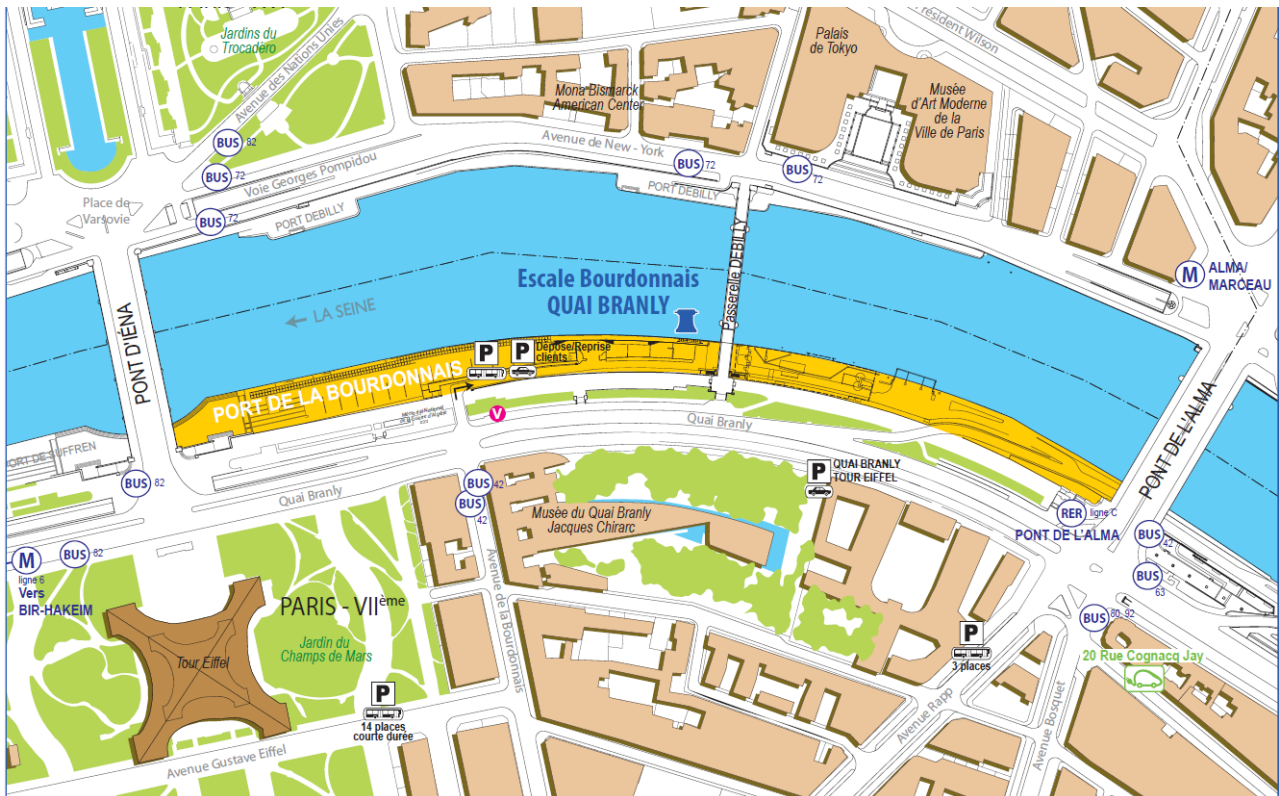 Jardins du
Trocadéro
Avenue des Nations Unies
Président Wilson
Palais
de Tokyo
Musèe
d'Art Moderne
de la
Ville de Paris
Mona Bismarck
American Center
BUS 82
Avenue de New - York
BUS 72
BUS 72
BUS 72
Voie Georges Pompidou
PORT DEBILLY
Place de
Varsovie
BUS 72
PORT DEBILLY
Passerelle DEBILLY
M ALMA/
MARCEAU
Escale Bourdonnais
QUAI BRANLY
LA SEINE
PONT D'IÉNA
P
P Dépose/Reprise
clients
PORT DE LA BOURDONNAIS
V
Quai Branly
PONT DE L'ALMA
PORT DE SUFFREN
BUS 82
Quai Branly
BUS 42
BUS 42
P QUAI BRANLY
TOUR EIFFEL
Musée du Quai Branly
Jacques Chirarc
RER ligne C
PONT DE L'ALMA
BUS 42
BUS 63
M
ligne 6
Vers
BIR-HAKEIM
BUS 82
PARIS - VIIème
Jardin du
Champs de Mars
Tour Eiffel
Avenue de la Bourdonnais
BUS 80, 92
20 Rue Cognacq Jay
P
3 places
P
14 places
courte durée
Avenue Rapp
Avenue Bosquet
Avenue Gustave Eiffel